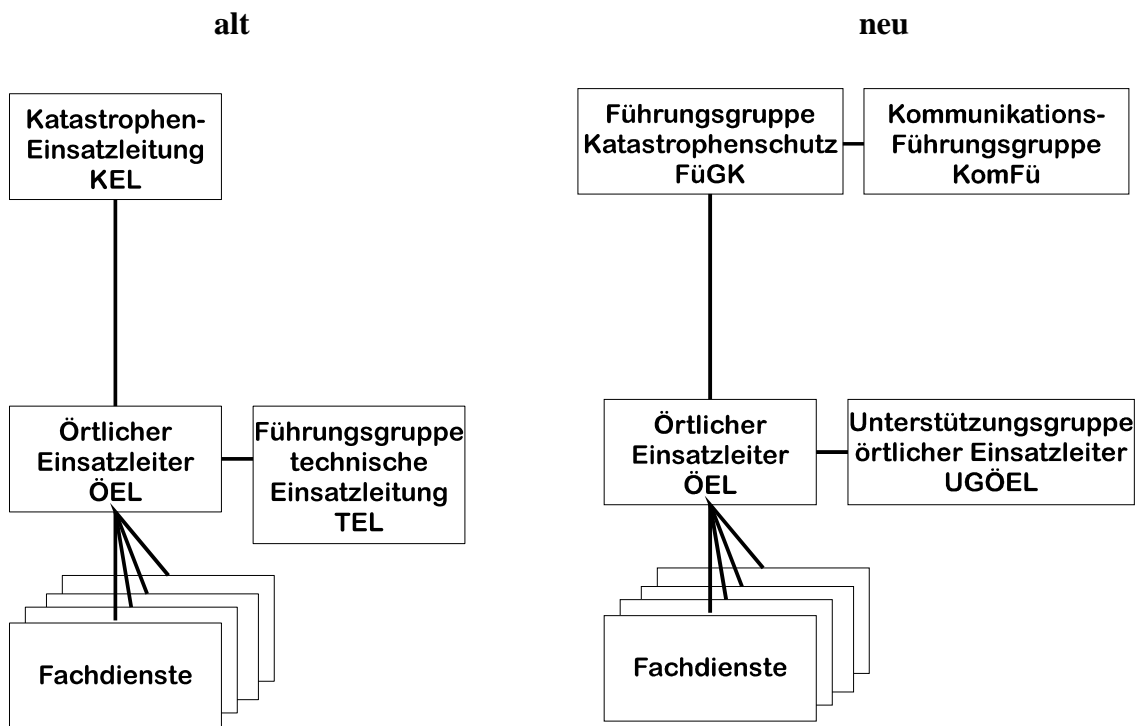 alt
Katastrophen-
Einsatzleitung
KEL
Örtlicher
Einsatzleiter
ÖEL
Führungsgruppe
technische
Einsatzleitung
TEL
Fachdienste
neu
Führungsgruppe
Katastrophenschutz
FüGK
Kommunikations-
Führungsgruppe
KomFü
Örtlicher
Einsatzleiter
ÖEL
Unterstützungsgruppe
örtlicher Einsatzleiter
UGÖEL
Fachdienste